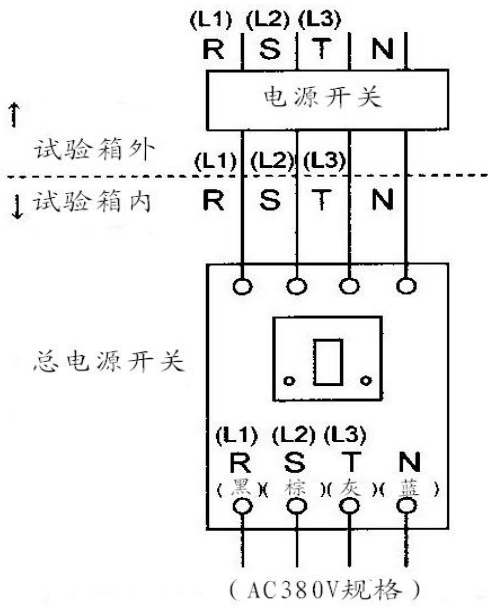 (L1) (L2) (L3)
R S T N
电源开关
↑
试验箱外
(L1) (L2) (L3)
↓试验箱内 R S T N
总电源开关
(L1) (L2) (L3)
R S T N
(黑)(棕)(灰)(蓝)
(AC380V规格)